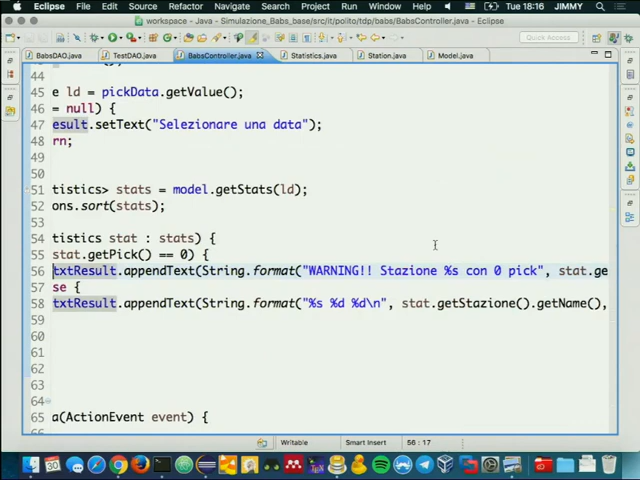 Eclipse File Edit Source Refactor Navigate Search Project Run Window Help Tue 18:16 JIMMY
workspace - Java - Simulazione_Babs_base/src/it/polito/tdp/babs/BabsController.java - Eclipse
Quick Access
BabsDAO.java TestDAO.java BabsController.java Statistics.java Station.java Model.java
44
45 e ld = pickData.getValue();
46 = null) {
47 esult.setText("Selezionare una data");
48 rn;
49
50
51 tistics> stats = model.getStats(ld);
52 ons.sort(stats);
53
54 tistics stat : stats) {
55 stat.getPick() == 0) {
56 txtResult.appendText(String.format("WARNING!! Stazione %s con 0 pick", stat.ge
57 se {
58 txtResult.appendText(String.format("%s %d %d\n", stat.getStazione().getName(),
59
60
61
62
63
64
65 a(ActionEvent event) {
Writable Smart Insert 56 : 17